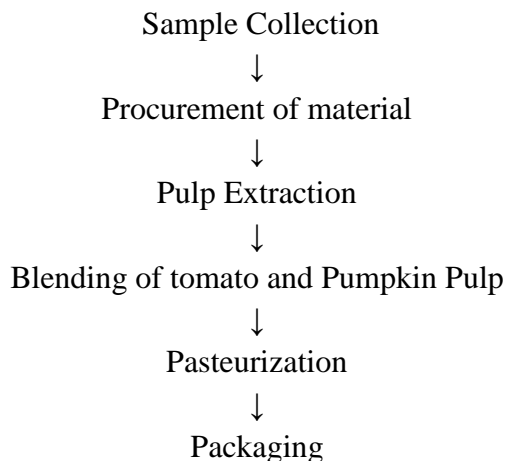 Sample Collection
↓
Procurement of material
↓
Pulp Extraction
↓
Blending of tomato and Pumpkin Pulp
↓
Pasteurization
↓
Packaging